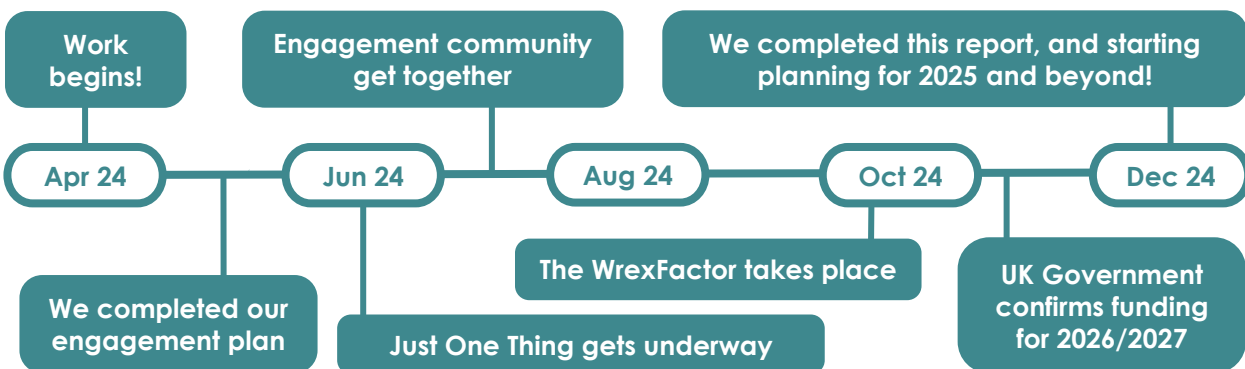 Work
begins!
Engagement community
get together
We completed this report, and starting
planning for 2025 and beyond!
Apr 24
Jun 24
Aug 24
Oct 24
Dec 24
We completed our
engagement plan
Just One Thing gets underway
The WrexFactor takes place
UK Government
confirms funding
for 2026/2027